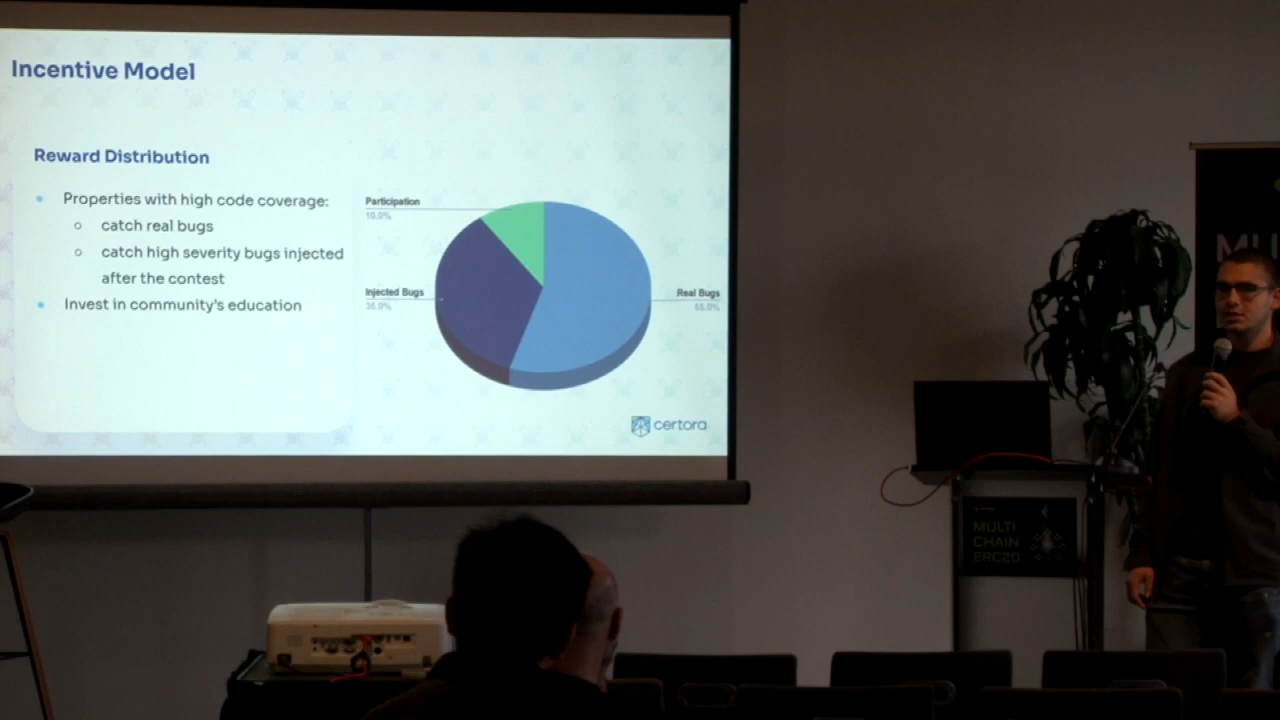 Incentive Model
Reward Distribution
Properties with high code coverage:
catch real bugs
catch high severity bugs injected
after the contest
Invest in community's education
Participation
10.0%
Injected Bugs
35.0%
Real Bugs
55.0%
certora
MULTI
CHAIN
ERC20
MU